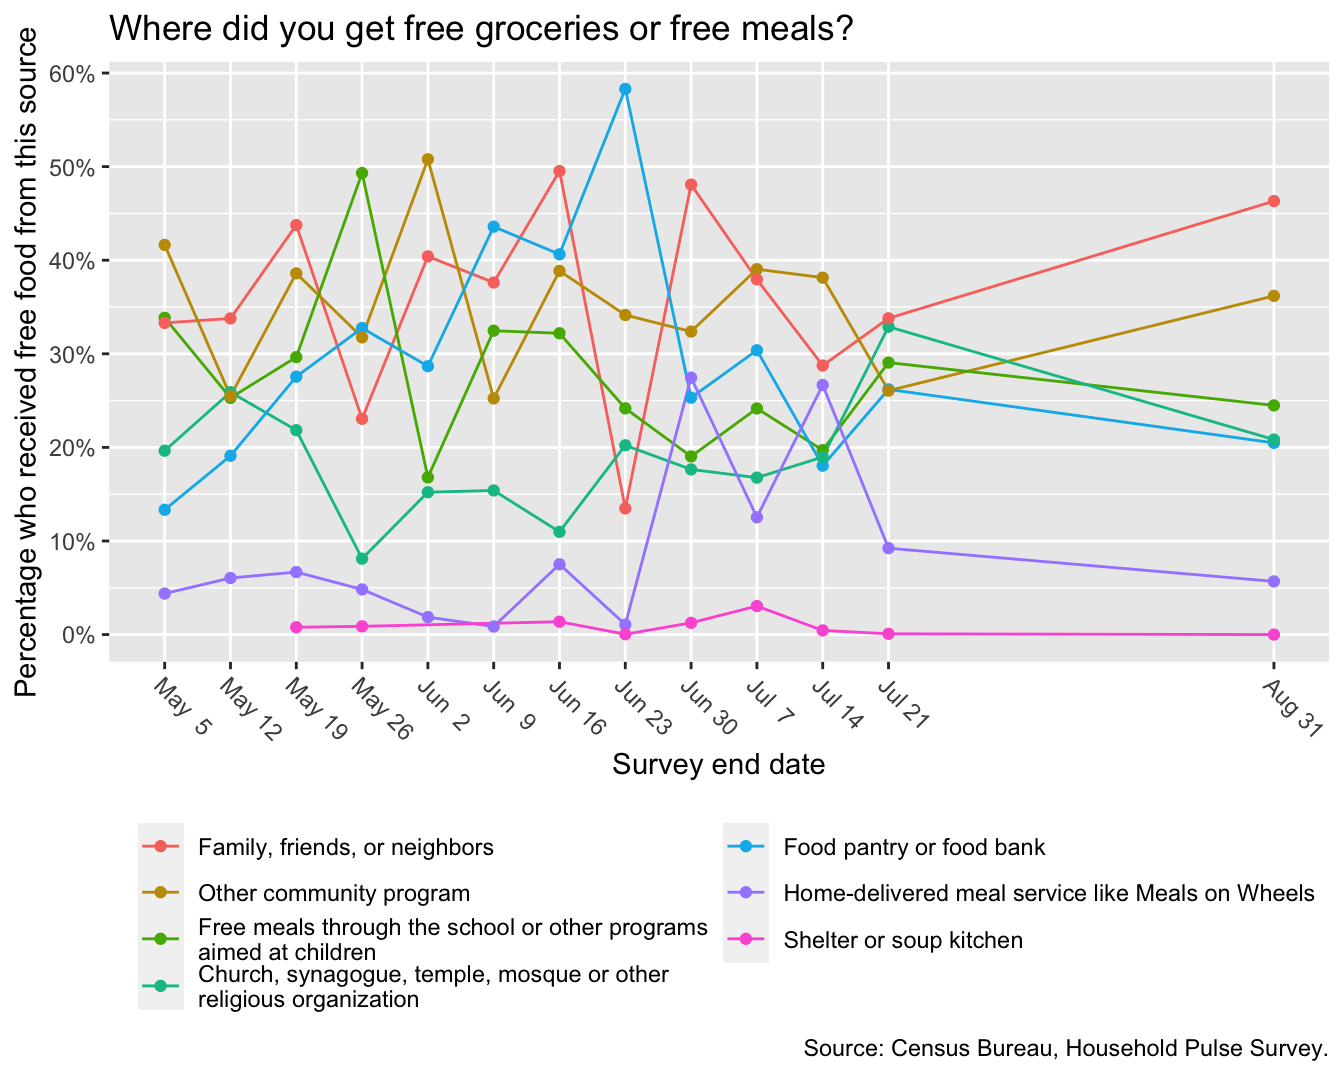 Where did you get free groceries or free meals?
Percentage who received free food from this source
60%
50%
40%
30%
20%
10%
0%
May 5
May 12
May 19
May 26
Jun 2
Jun 9
Jun 16
Jun 23
Jun 30
Jul 7
Jul 14
Jul 21
Aug 31
Survey end date
Family, friends, or neighbors
Other community program
Free meals through the school or other programs
aimed at children
Church, synagogue, temple, mosque or other
religious organization
Food pantry or food bank
Home-delivered meal service like Meals on Wheels
Shelter or soup kitchen
Source: Census Bureau, Household Pulse Survey.